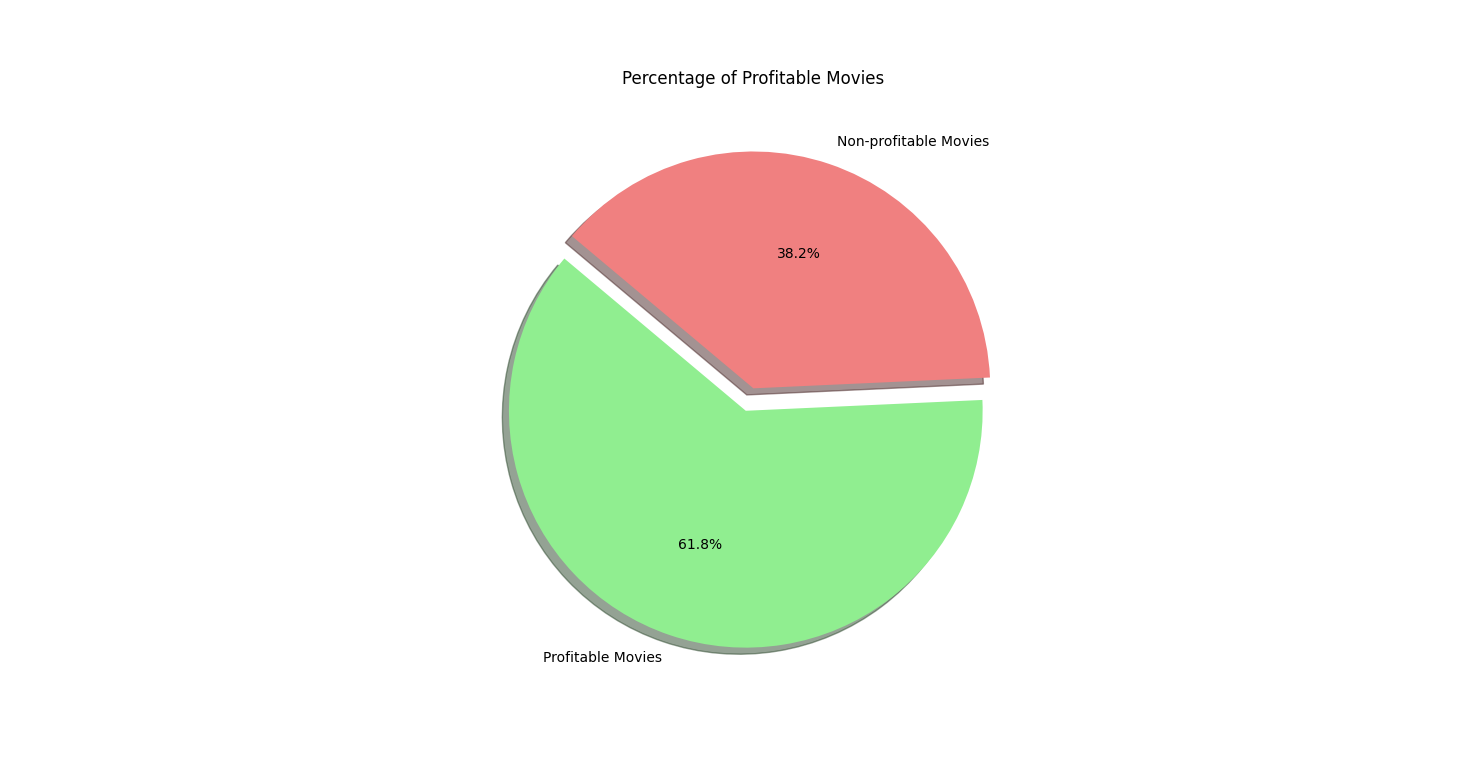 Percentage of Profitable Movies
Non-profitable Movies
38.2%
61.8%
Profitable Movies